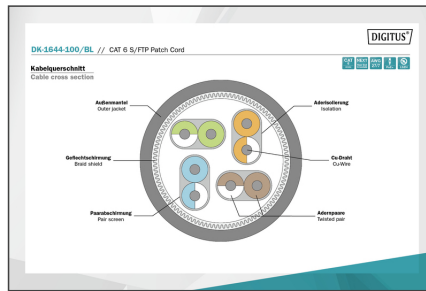 DIGITUS®
DK-1644-100/BL // CAT 6 S/FTP Patch Cord
Kabelquerschnitt
Cable cross section
Außenmantel
Outer jacket
Aderisolierung
Isolation
Geflechtschirmung
Braid shield
Cu-Draht
Cu-Wire
Paarabschirmung
Pair screen
Adernpaare
Twisted pair